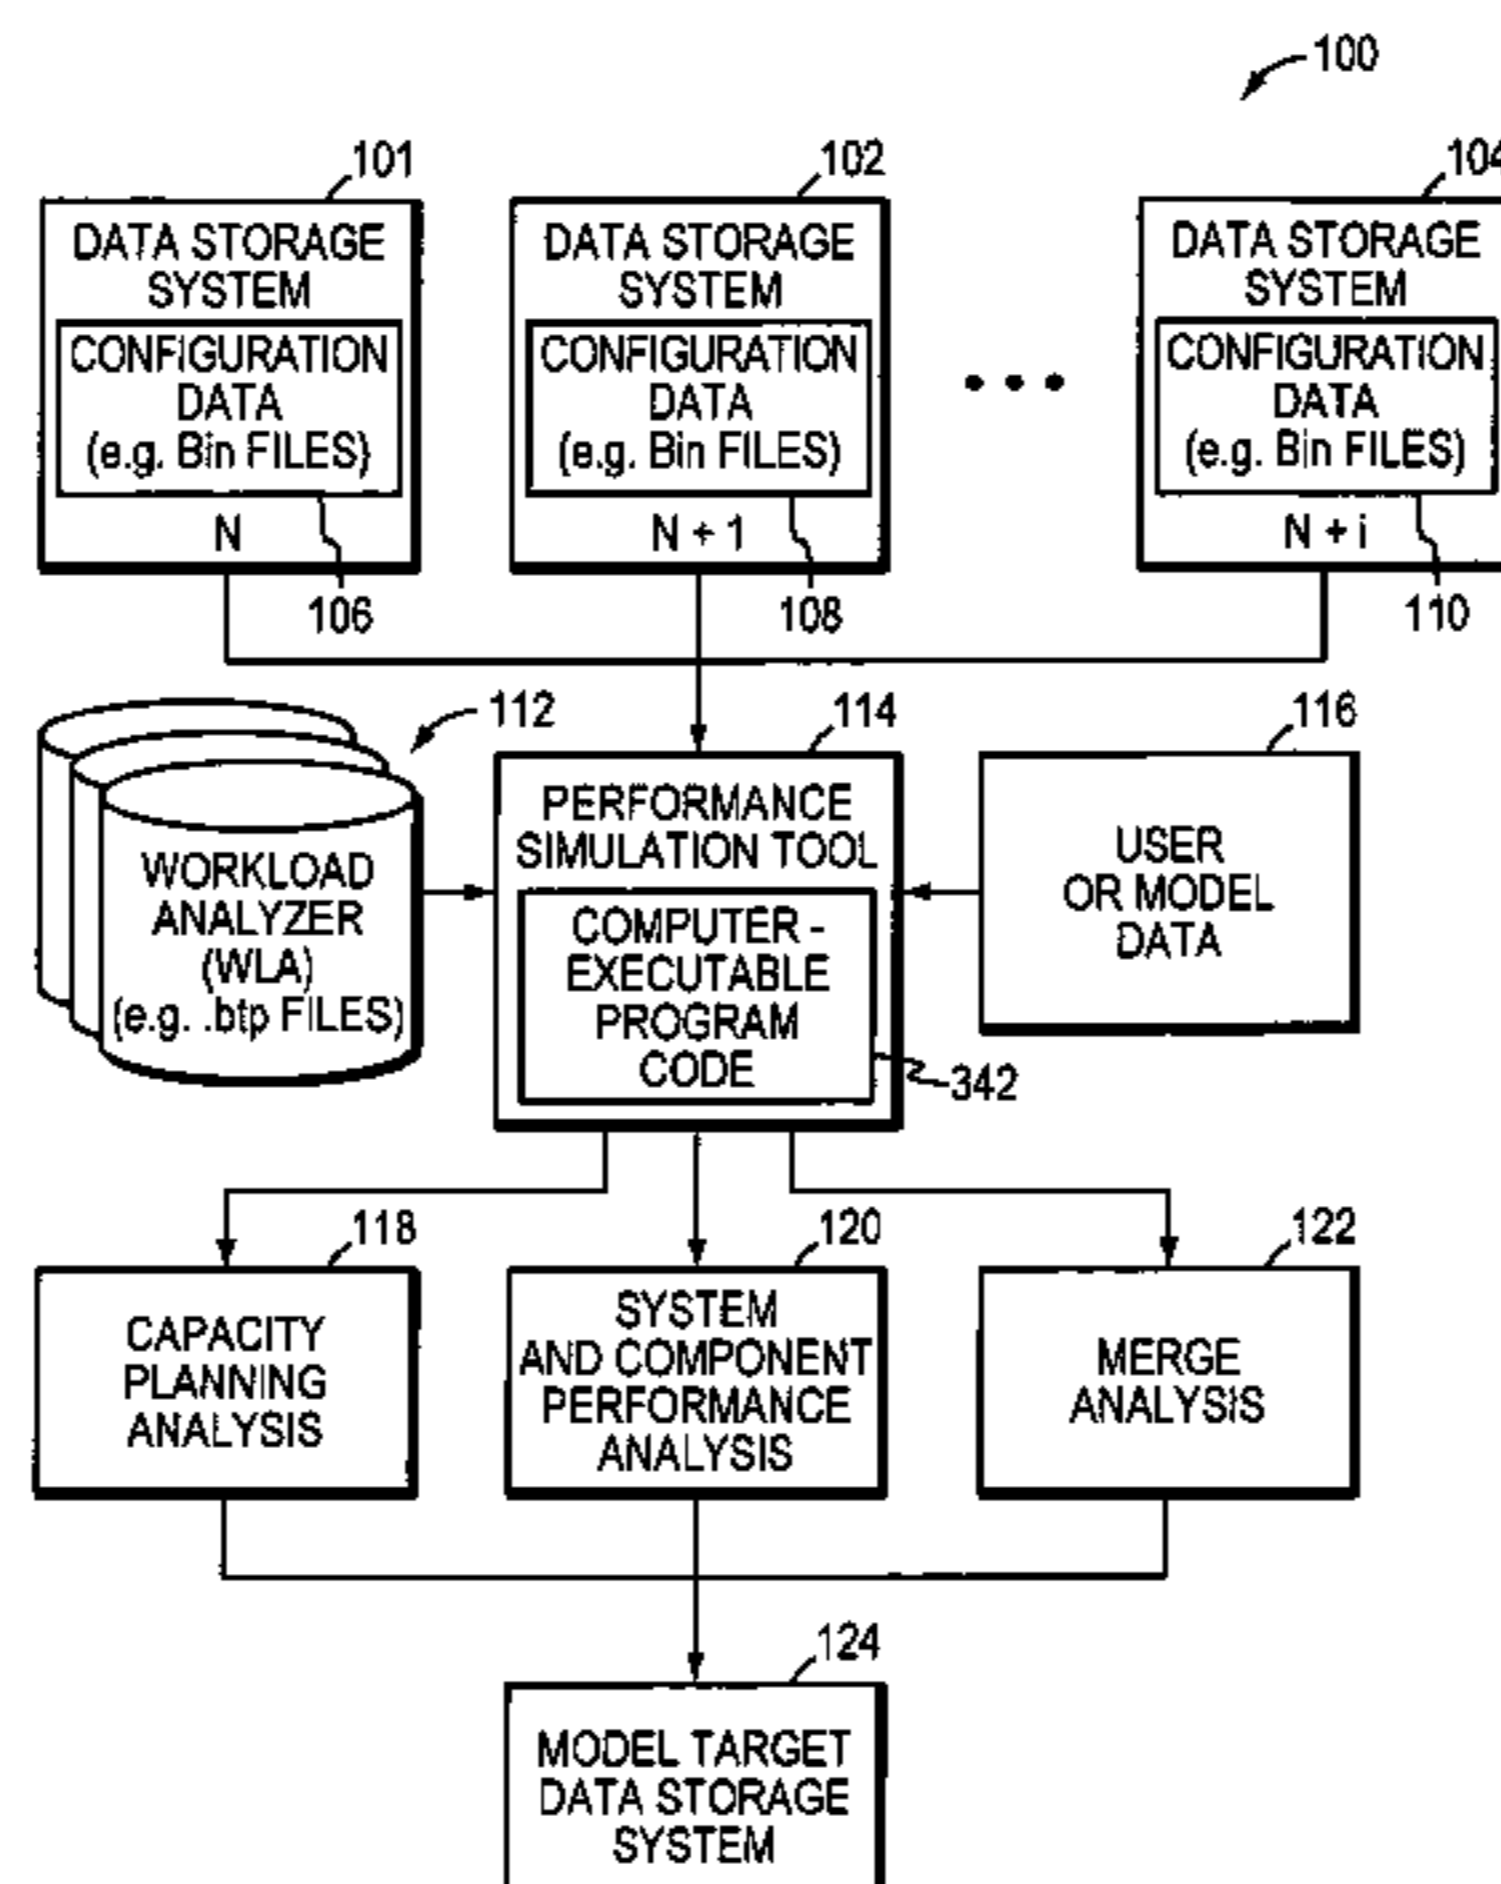 100
101
102
104
DATA STORAGE
SYSTEM
CONFIGURATION
DATA
(e.g. Bin FILES)
N
106
DATA STORAGE
SYSTEM
CONFIGURATION
DATA
(e.g. Bin FILES)
N + 1
108
DATA STORAGE
SYSTEM
CONFIGURATION
DATA
(e.g. Bin FILES)
N + i
110
112
WORKLOAD
ANALYZER
(WLA)
(e.g. .btp FILES)
114
PERFORMANCE
SIMULATION TOOL
COMPUTER -
EXECUTABLE
PROGRAM
CODE
342
116
USER
OR MODEL
DATA
118
CAPACITY
PLANNING
ANALYSIS
120
SYSTEM
AND COMPONENT
PERFORMANCE
ANALYSIS
122
MERGE
ANALYSIS
124
MODEL TARGET
DATA STORAGE
SYSTEM